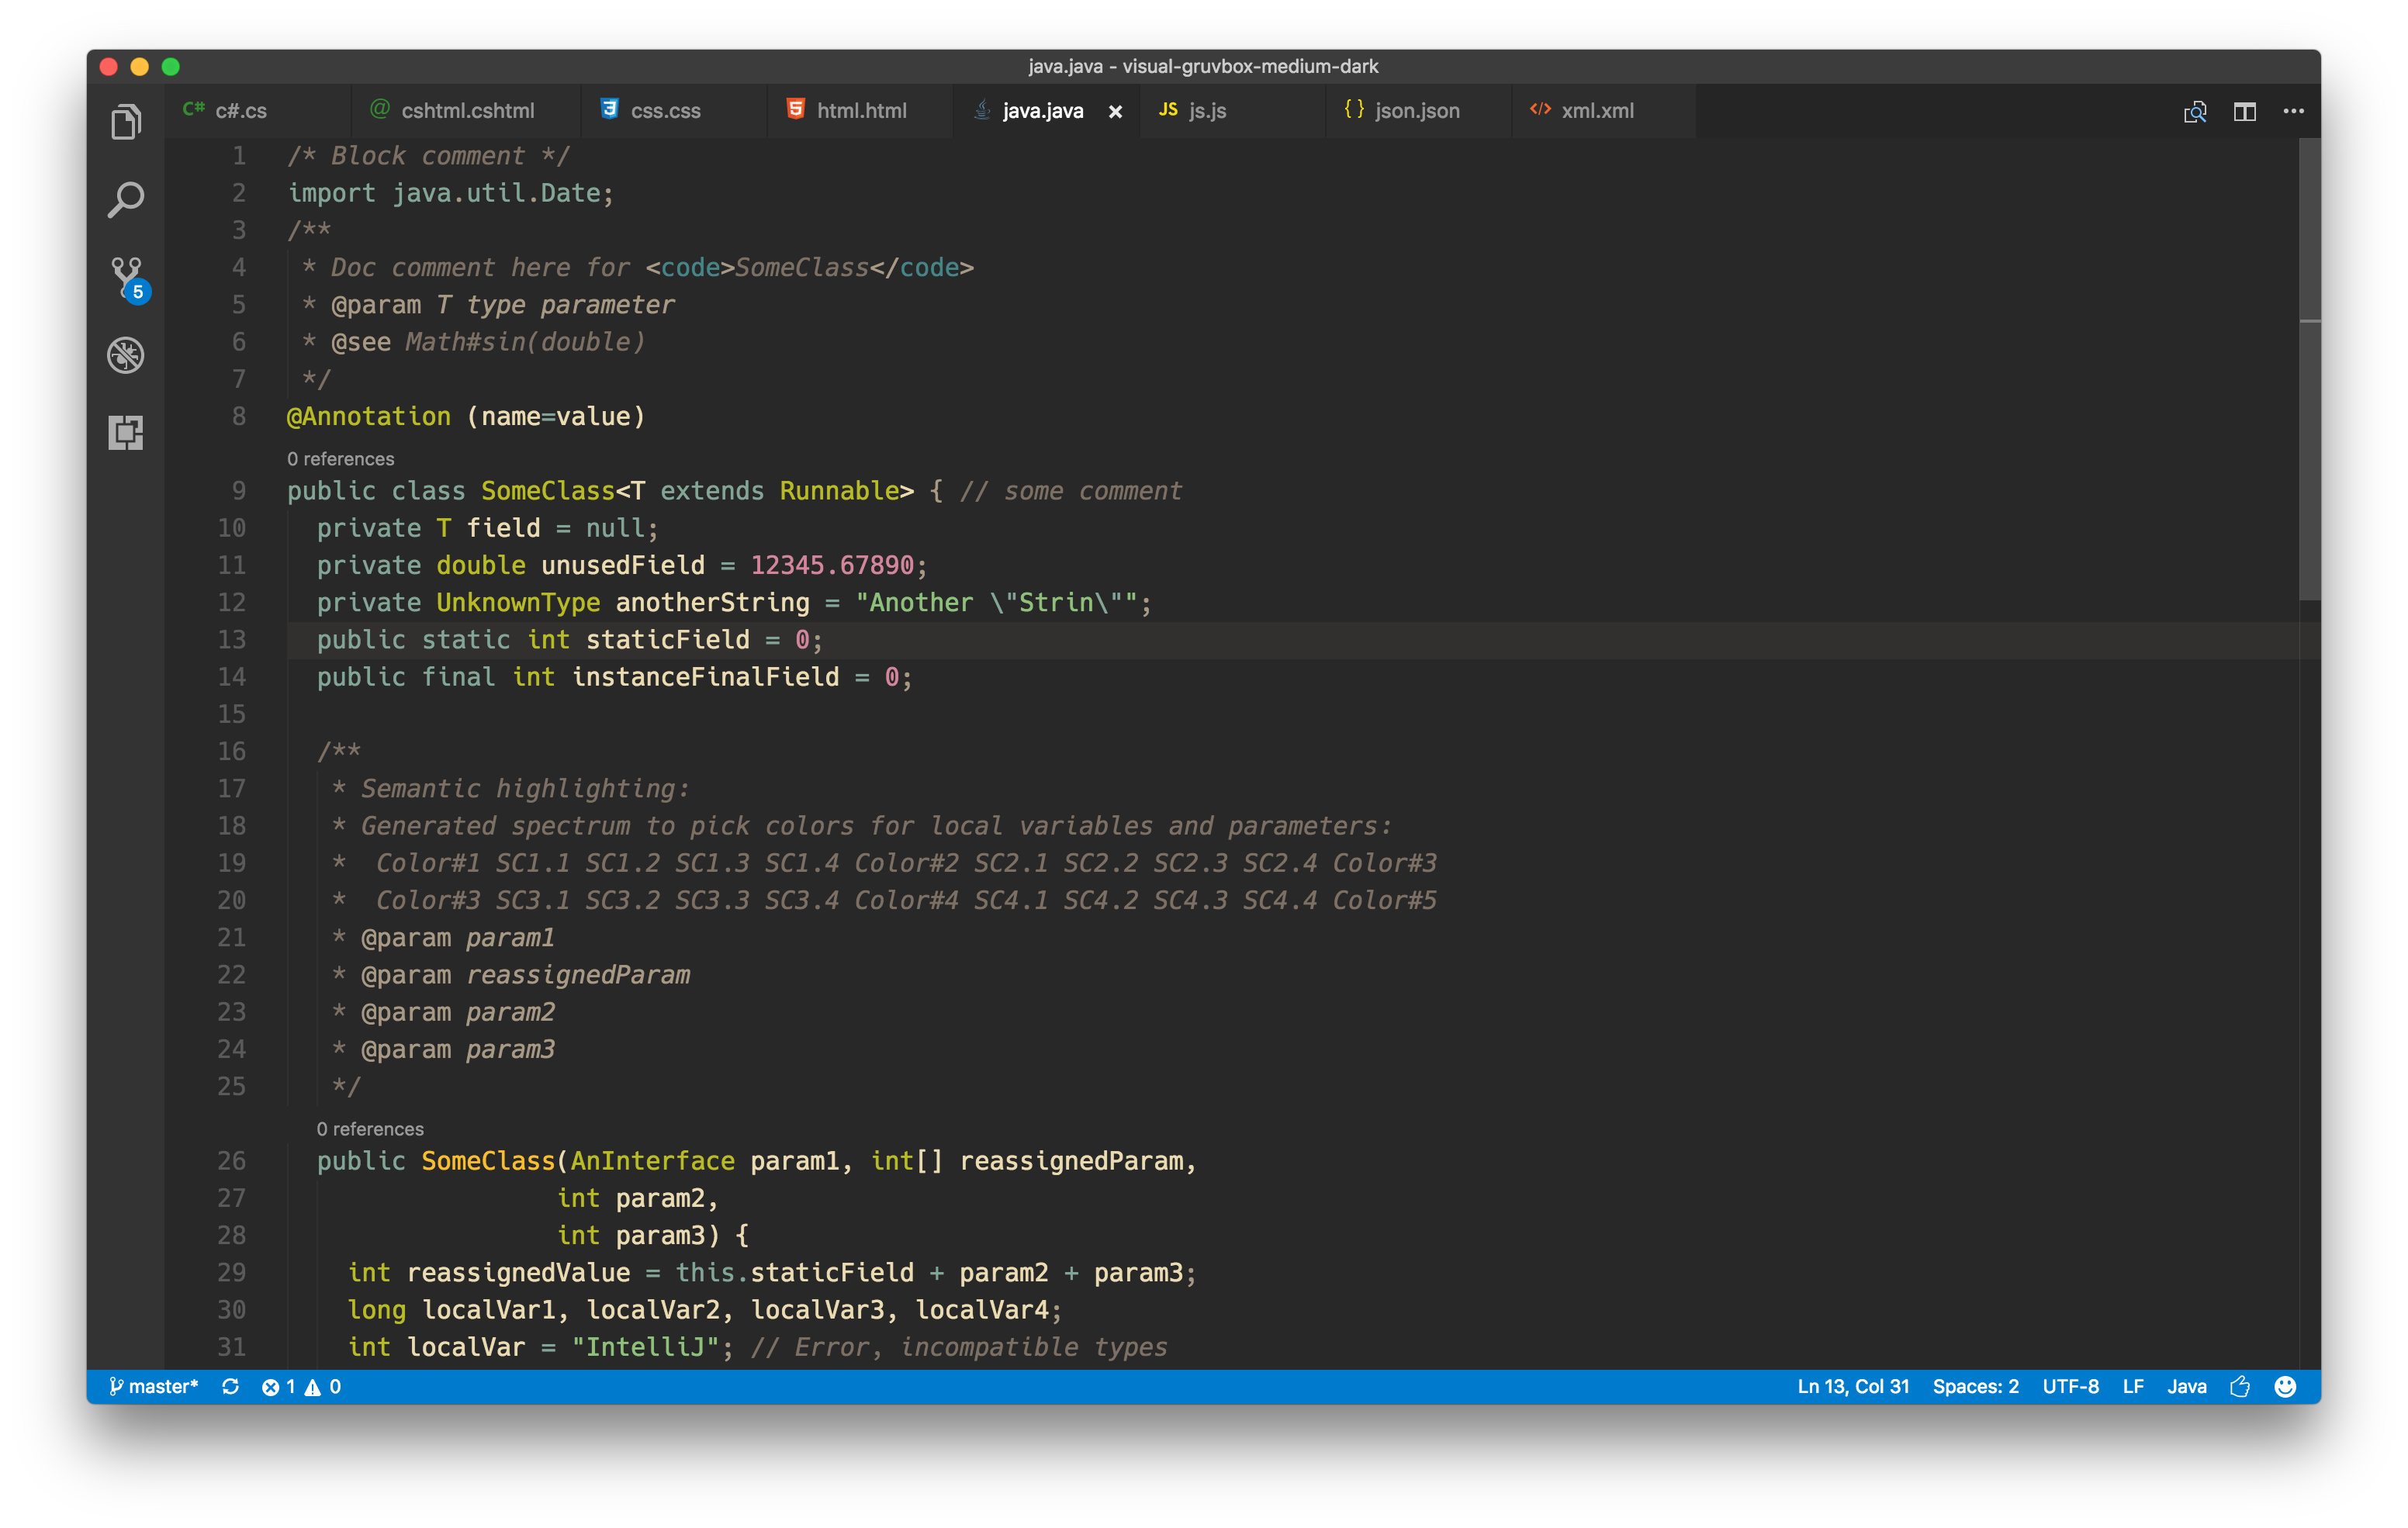 java.java - visual-gruvbox-medium-dark
C# c#.cs @ cshtml.cshtml 3 css.css 5 html.html java.java × JS js.js { } json.json </> xml.xml
1 /* Block comment */
2 import java.util.Date;
3 /**
4  * Doc comment here for <code>SomeClass</code>
5  * @param T type parameter
6  * @see Math#sin(double)
7  */
8 @Annotation (name=value)
0 references
9 public class SomeClass<T extends Runnable> { // some comment
10   private T field = null;
11   private double unusedField = 12345.67890;
12   private UnknownType anotherString = "Another \"Strin\"";
13   public static int staticField = 0;
14   public final int instanceFinalField = 0;
15
16   /**
17    * Semantic highlighting:
18    * Generated spectrum to pick colors for local variables and parameters:
19    *  Color#1 SC1.1 SC1.2 SC1.3 SC1.4 Color#2 SC2.1 SC2.2 SC2.3 SC2.4 Color#3
20    *  Color#3 SC3.1 SC3.2 SC3.3 SC3.4 Color#4 SC4.1 SC4.2 SC4.3 SC4.4 Color#5
21    * @param param1
22    * @param reassignedParam
23    * @param param2
24    * @param param3
25    */
0 references
26   public SomeClass(AnInterface param1, int[] reassignedParam,
27                   int param2,
28                   int param3) {
29     int reassignedValue = this.staticField + param2 + param3;
30     long localVar1, localVar2, localVar3, localVar4;
31     int localVar = "IntelliJ"; // Error, incompatible types
5
master* 1 0 Ln 13, Col 31 Spaces: 2 UTF-8 LF Java